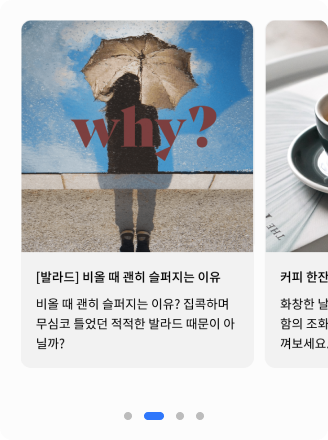 why?
[발라드] 비올 때 괜히 슬퍼지는 이유
비올 때 괜히 슬퍼지는 이유? 집콕하며
무심코 틀었던 적적한 발라드 때문이 아
닐까?
커피 한잔
화창한 날
함의 조화
껴보세요.